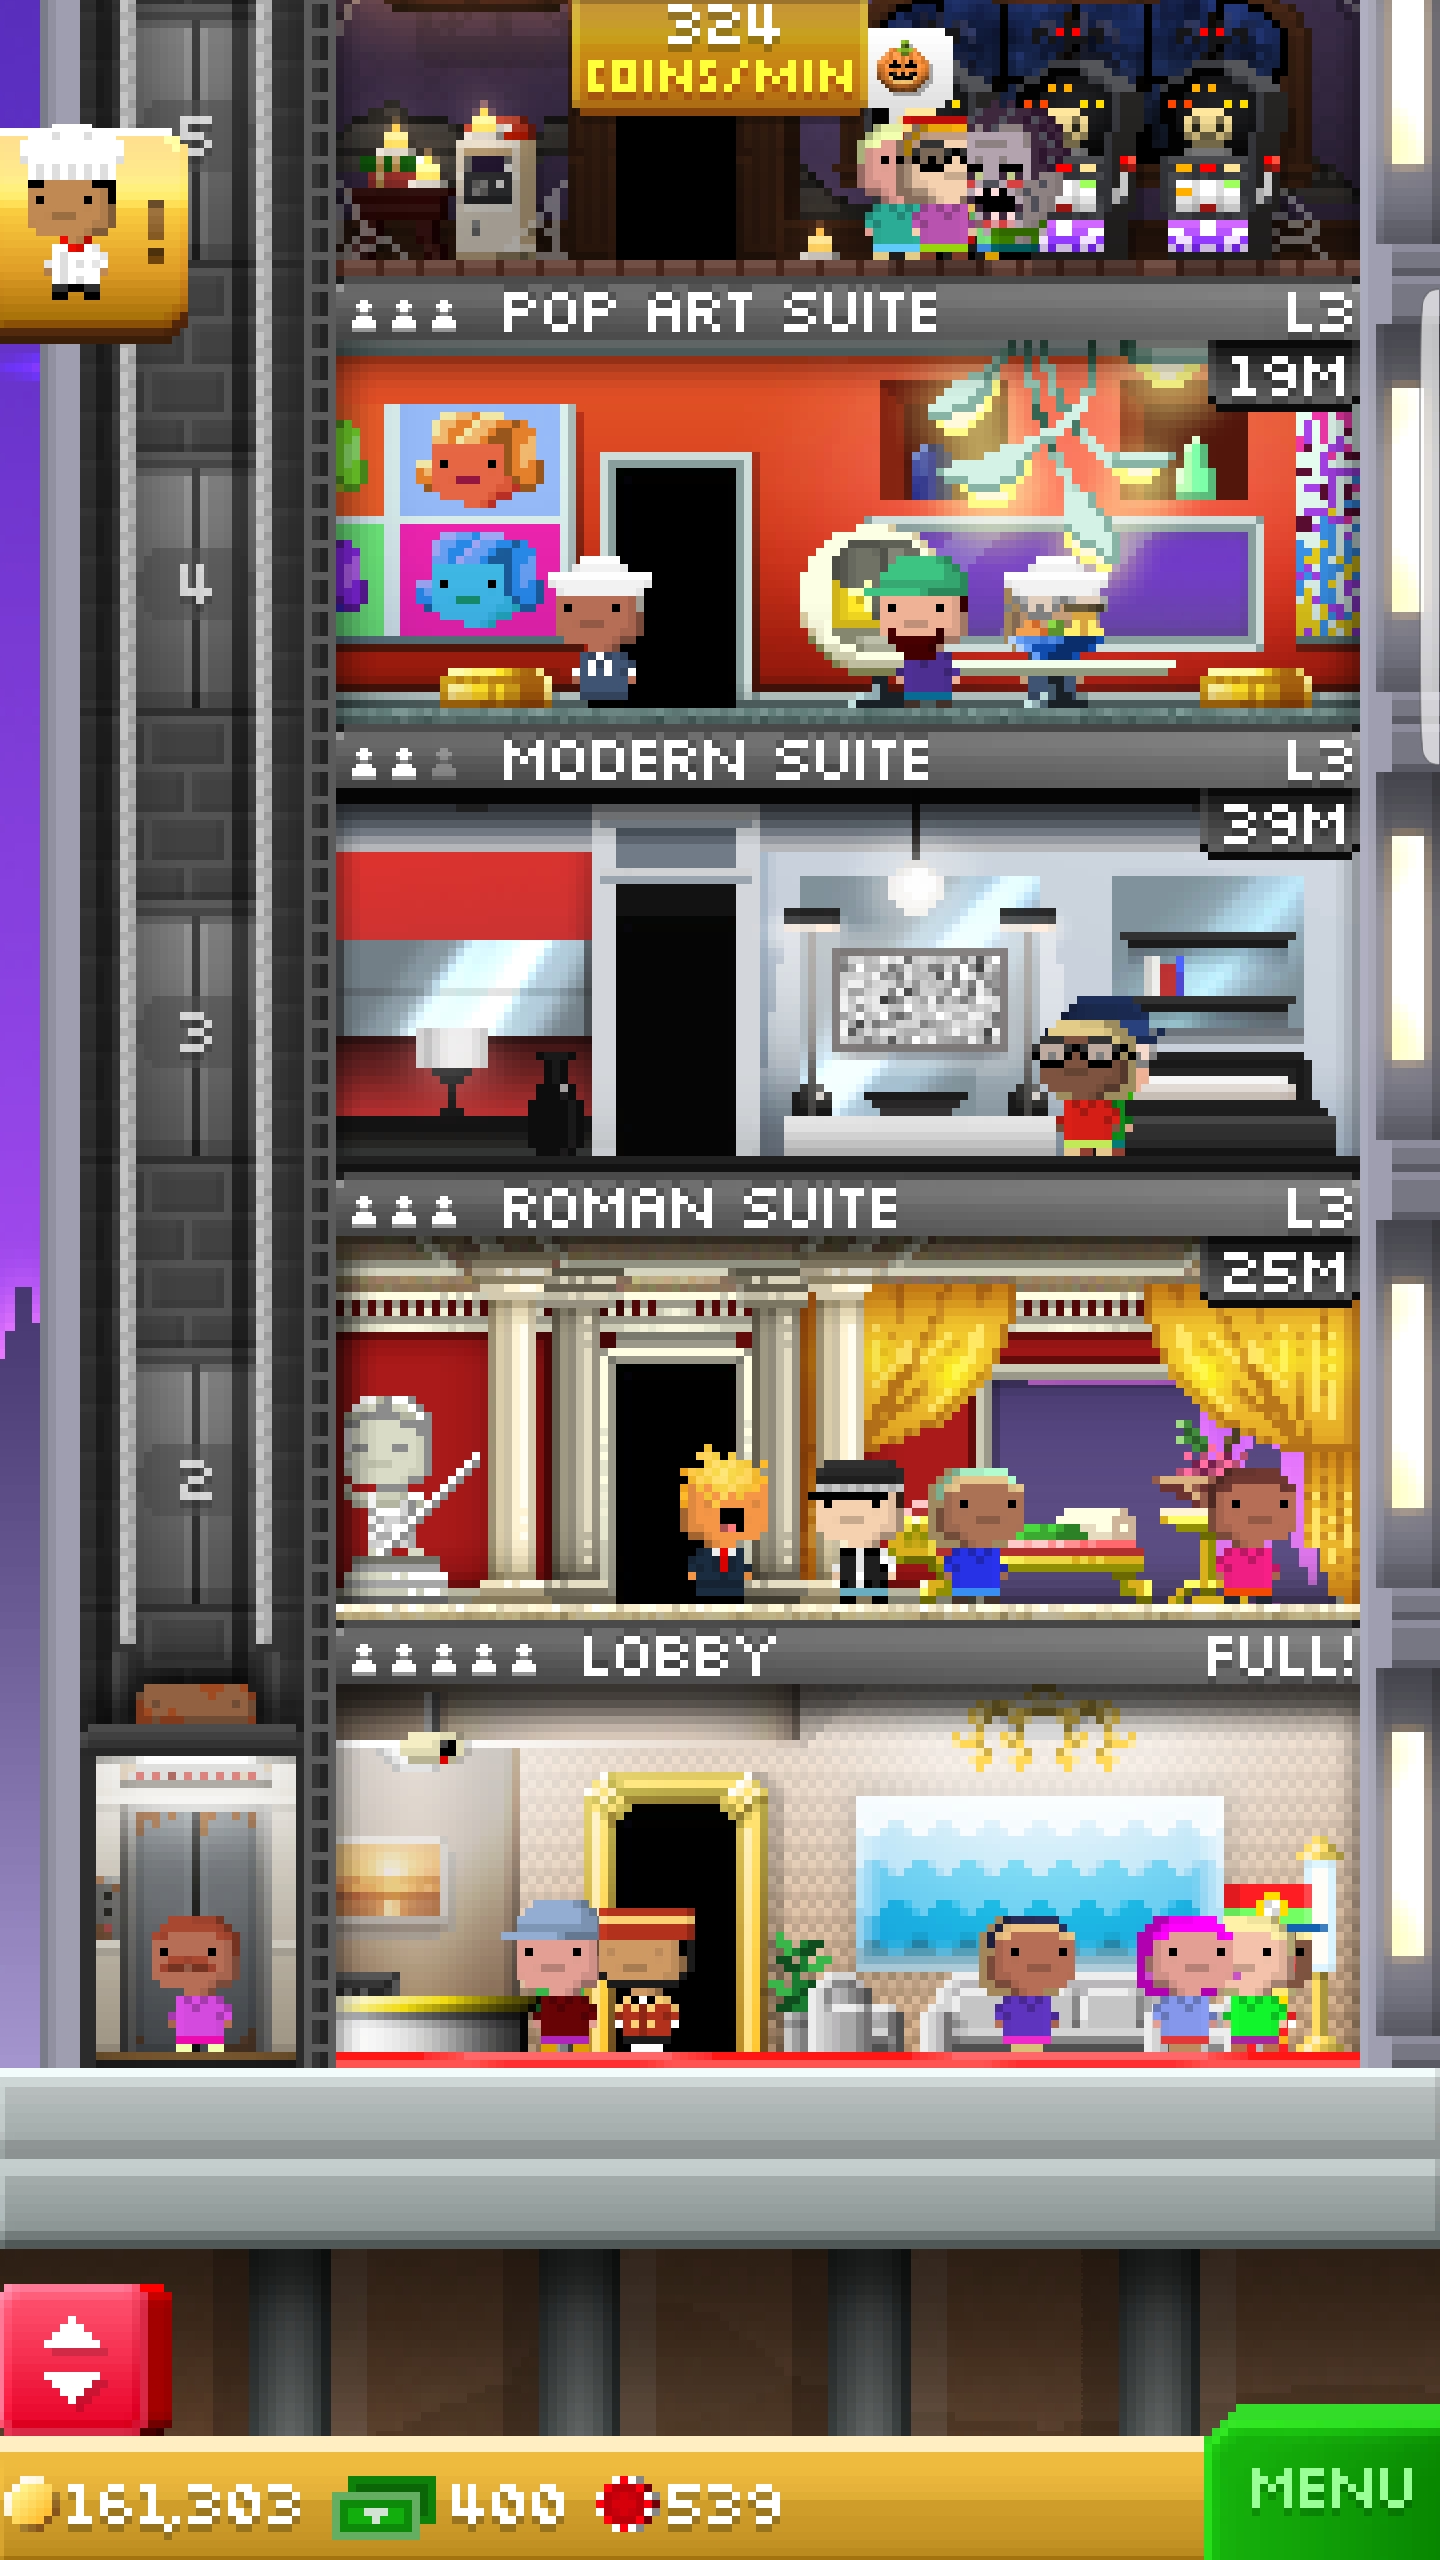 324
COINS/MIN
5
!
POP ART SUITE L3
19M
4
MODERN SUITE L3
39M
3
ROMAN SUITE L3
25M
2
LOBBY FULL!
161,303 400 539
MENU